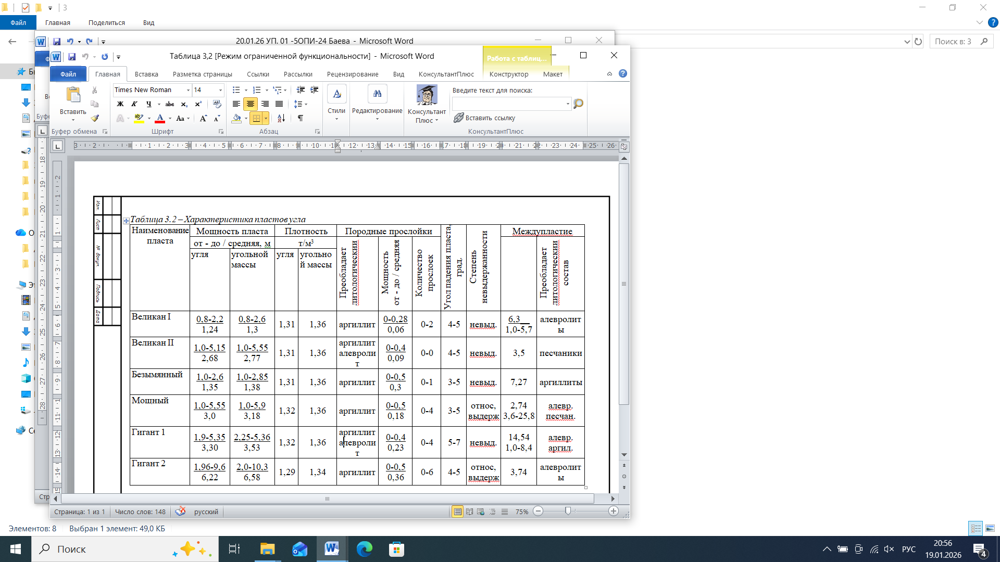 3
Файл
Главная
Поделиться
Вид
Поиск в: 3
20.01.26 УП. 01 -5ОПИ-24 Баева - Microsoft Word
Таблица 3,2 [Режим ограниченной функциональности] - Microsoft Word
Работа с таблиц...
Файл
Главная
Вставка
Разметка страницы
Ссылки
Рассылки
Рецензирование
Вид
КонсультантПлюс
Конструктор
Макет
Вставить
Буфер обмена
Times New Roman
14
Шрифт
Абзац
Стили
Редактирование
Консультант
Плюс
Введите текст для поиска:
Вставить ссылку
КонсультантПлюс
Изм.
Лист
№ докум.
Подпись
Дата
Таблица 3.2 – Характеристика пластов угла
Наименование пласта
Мощность пласта
Плотность
Породные прослойки
Угол падения пласта, град.
Степень невыдержанности
Междупластие
от - до / средняя, м
т/м³
Преобладает литологический
Мощность от - до / средняя
Количество прослоек
Преобладает литологический состав
угля
угольной массы
угля
угольно
й массы
Великан I 0,8-2,2 0,8-2,6 1,31 1,36 аргиллит 0-0,28 0-2 4-5 невыд. 6,3__ алевролит
1,24 1,3 0,06 1,0-5,7 ы
Великан II 1,0-5,15 1,0-5,55 1,31 1,36 аргиллит 0-0,4 0-0 4-5 невыд. 3,5 песчаники
2,68 2,77 алевроли 0,09
т
Безымянный 1,0-2,6 1,0-2,85 1,31 1,36 аргиллит 0-0,5 0-1 3-5 невыд. 7,27 аргиллиты
1,35 1,38 0,3
Мощный 1,0-5,55 1,0-5,9 1,32 1,36 аргиллит 0-0,5 0-4 3-5 относ, 2,74 алевр.
3,0 3,18 0,18 выдерж 3,6-25,8 песчан.
Гигант 1 1,9-5,35 2,25-5,36 1,32 1,36 аргиллит 0-0,4 0-4 5-7 невыд. 14,54 алевр.
3,30 3,53 алевроли 0,23 1,0-8,4 аргил.
т
Гигант 2 1,96-9,6 2,0-10,3 1,29 1,34 аргиллит 0-0,5 0-6 4-5 относ, 3,74 алевролит
6,22 6,58 0,36 выдерж ы
Страница: 1 из 1
Число слов: 148
русский
75%
Элементов: 8
Выбран 1 элемент: 49,0 КБ
Поиск
РУС
20:56
19.01.2026
4